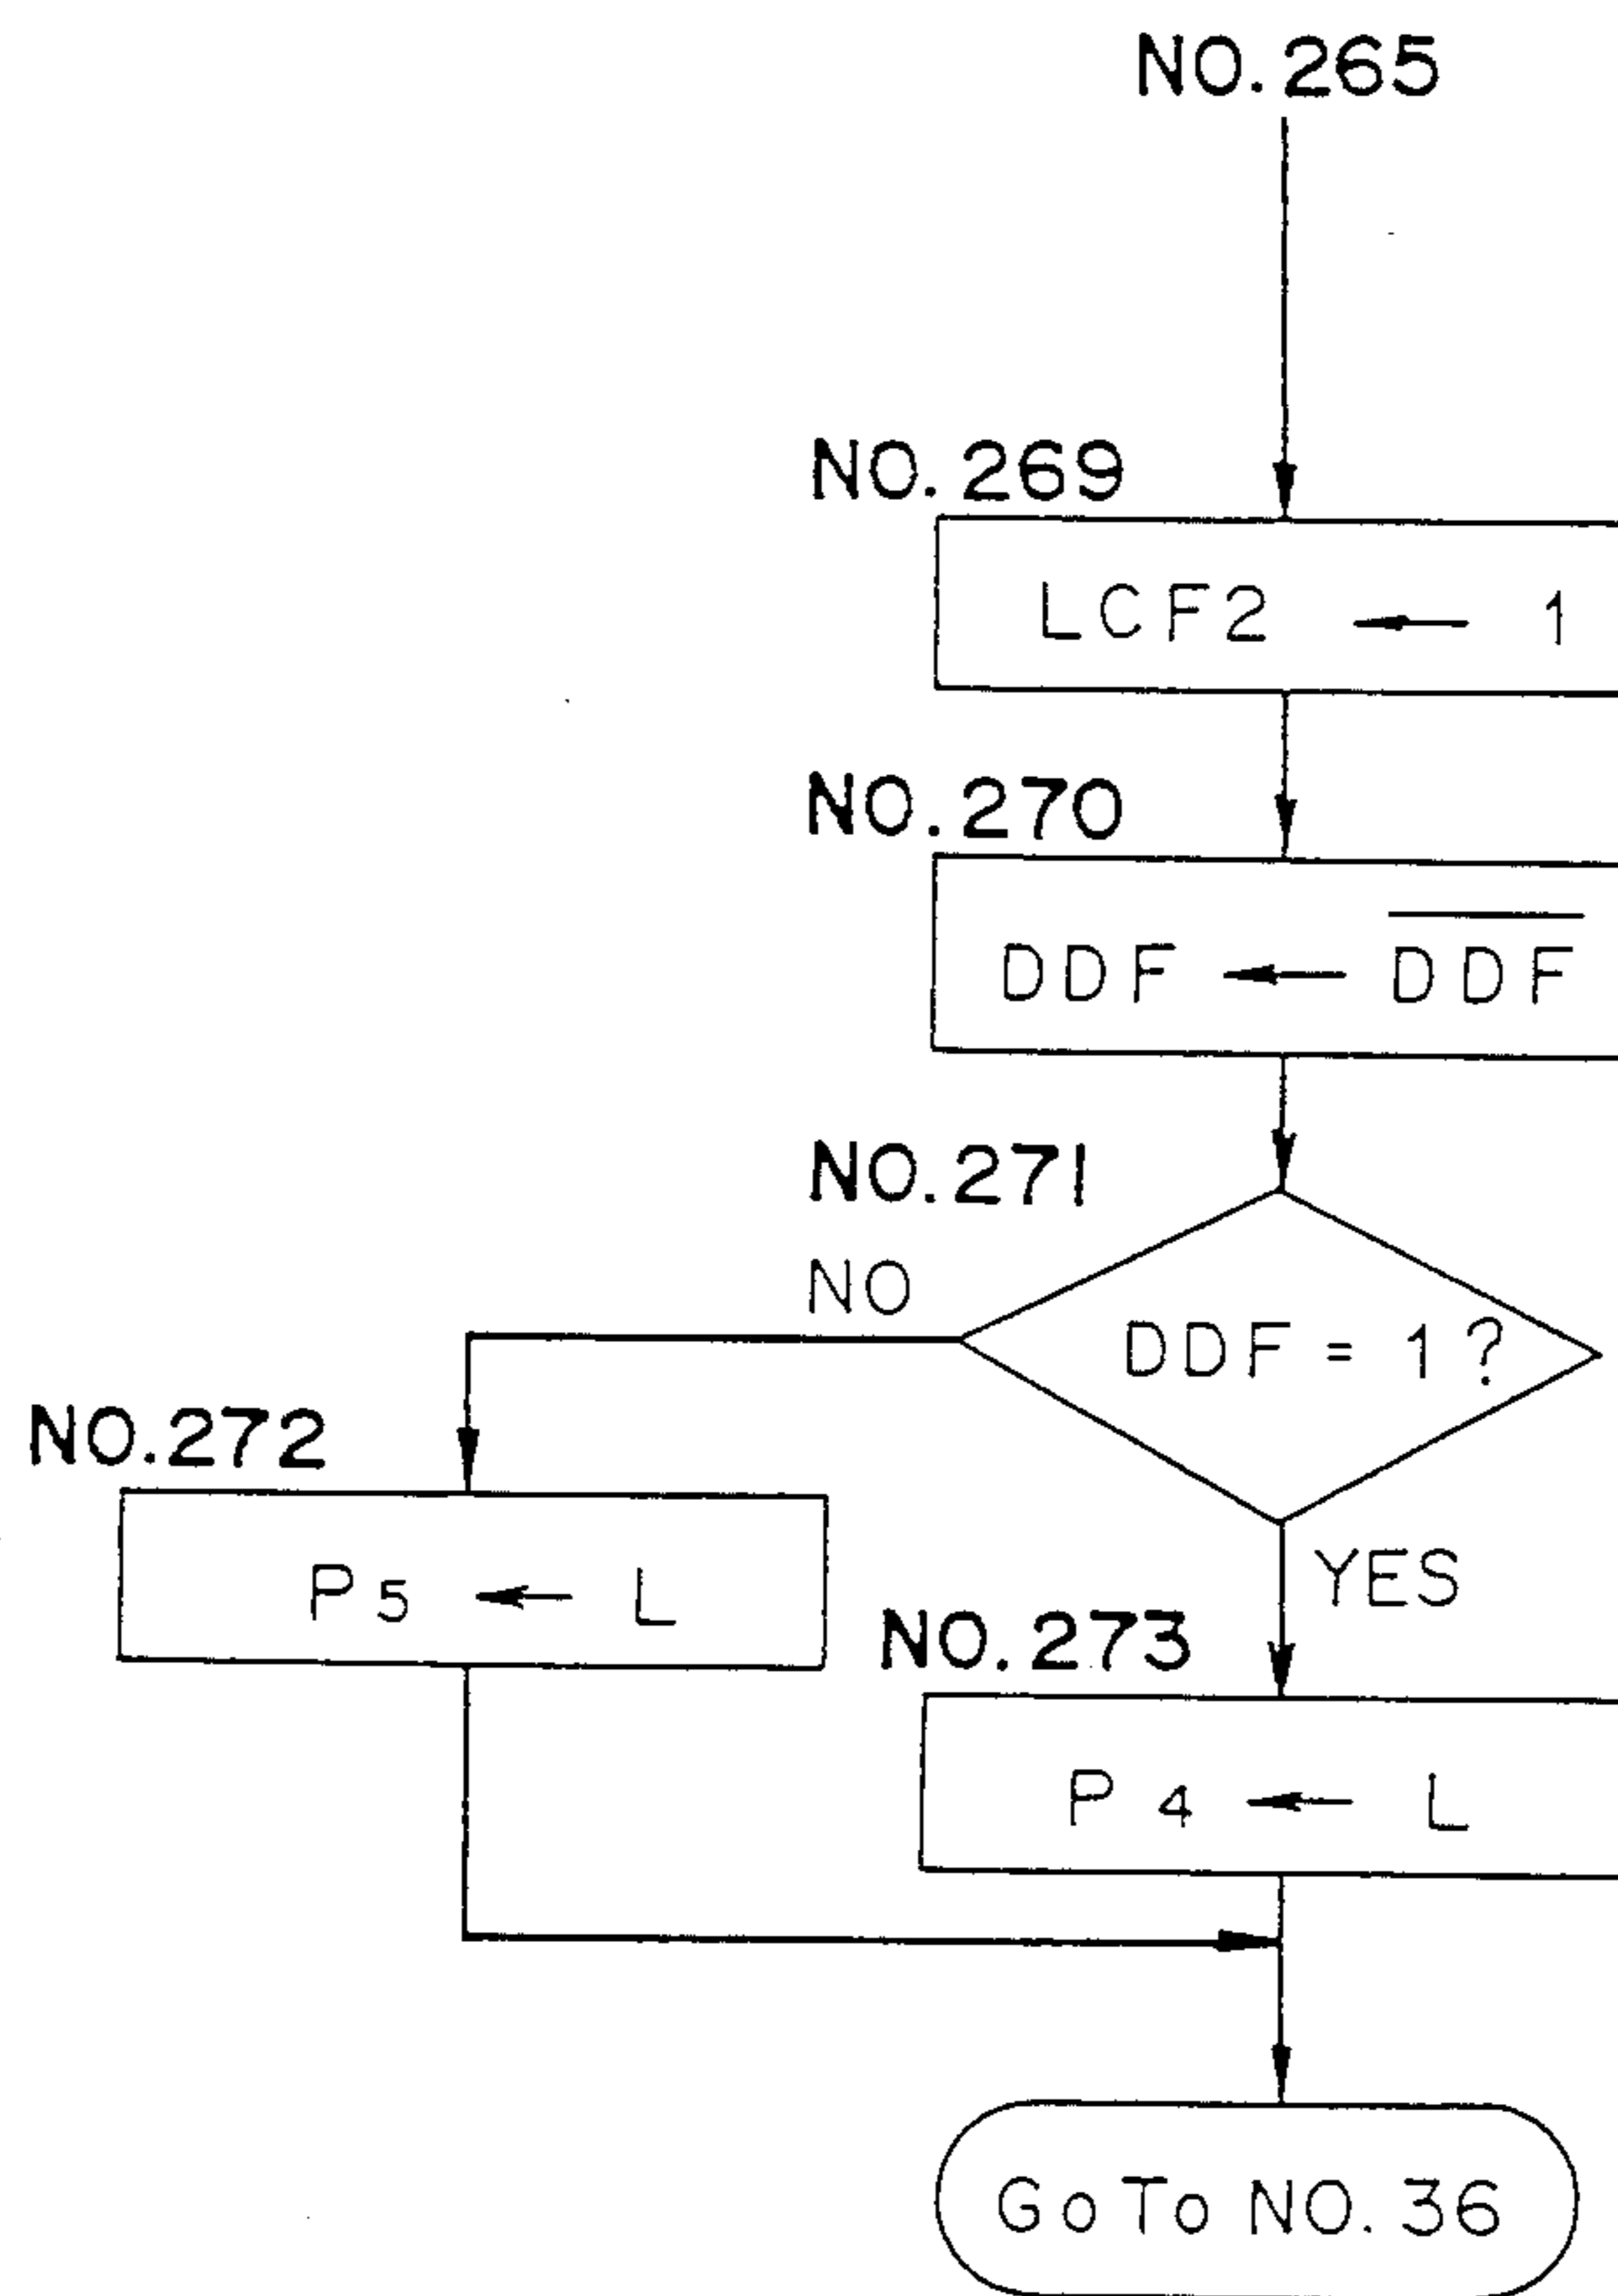 NO.265
NO.269
LCF2 ← 1
NO.270
DDF ← D̅D̅F̅
NO.271
NO
DDF = 1 ?
NO.272
P5 ← L
YES
NO.273
P4 ← L
GoTo NO.36